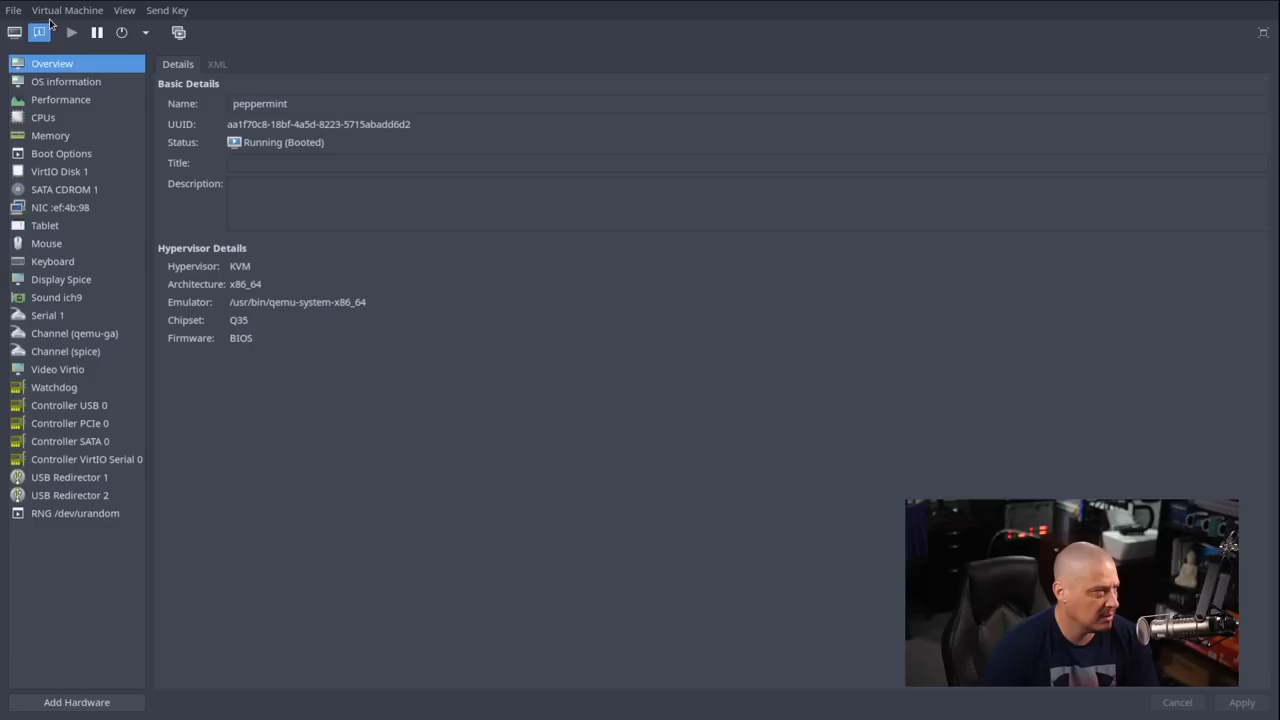 File Virtual Machine View Send Key
Overview
OS information
Performance
CPUs
Memory
Boot Options
VirtIO Disk 1
SATA CDROM 1
NIC :ef:4b:98
Tablet
Mouse
Keyboard
Display Spice
Sound ich9
Serial 1
Channel (qemu-ga)
Channel (spice)
Video Virtio
Watchdog
Controller USB 0
Controller PCIe 0
Controller SATA 0
Controller VirtIO Serial 0
USB Redirector 1
USB Redirector 2
RNG /dev/urandom
Add Hardware
Details XML
Basic Details
Name: peppermint
UUID: aa1f70c8-18bf-4a5d-8223-5715abadd6d2
Status: Running (Booted)
Title:
Description:
Hypervisor Details
Hypervisor: KVM
Architecture: x86_64
Emulator: /usr/bin/qemu-system-x86_64
Chipset: Q35
Firmware: BIOS
Cancel Apply